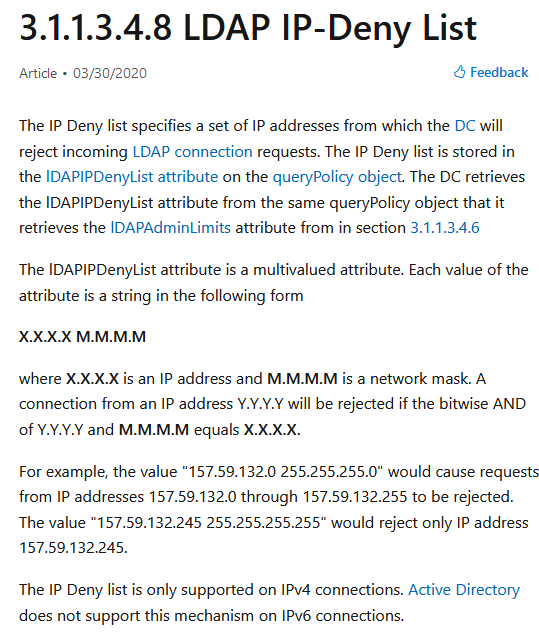 3.1.1.3.4.8 LDAP IP-Deny List
Article • 03/30/2020
Feedback
The IP Deny list specifies a set of IP addresses from which the DC will
reject incoming LDAP connection requests. The IP Deny list is stored in
the lDAPIPDenyList attribute on the queryPolicy object. The DC retrieves
the lDAPIPDenyList attribute from the same queryPolicy object that it
retrieves the lDAPAdminLimits attribute from in section 3.1.1.3.4.6
The lDAPIPDenyList attribute is a multivalued attribute. Each value of the
attribute is a string in the following form
X.X.X.X M.M.M.M
where X.X.X.X is an IP address and M.M.M.M is a network mask. A
connection from an IP address Y.Y.Y.Y will be rejected if the bitwise AND
of Y.Y.Y.Y and M.M.M.M equals X.X.X.X.
For example, the value "157.59.132.0 255.255.255.0" would cause requests
from IP addresses 157.59.132.0 through 157.59.132.255 to be rejected.
The value "157.59.132.245 255.255.255.255" would reject only IP address
157.59.132.245.
The IP Deny list is only supported on IPv4 connections. Active Directory
does not support this mechanism on IPv6 connections.